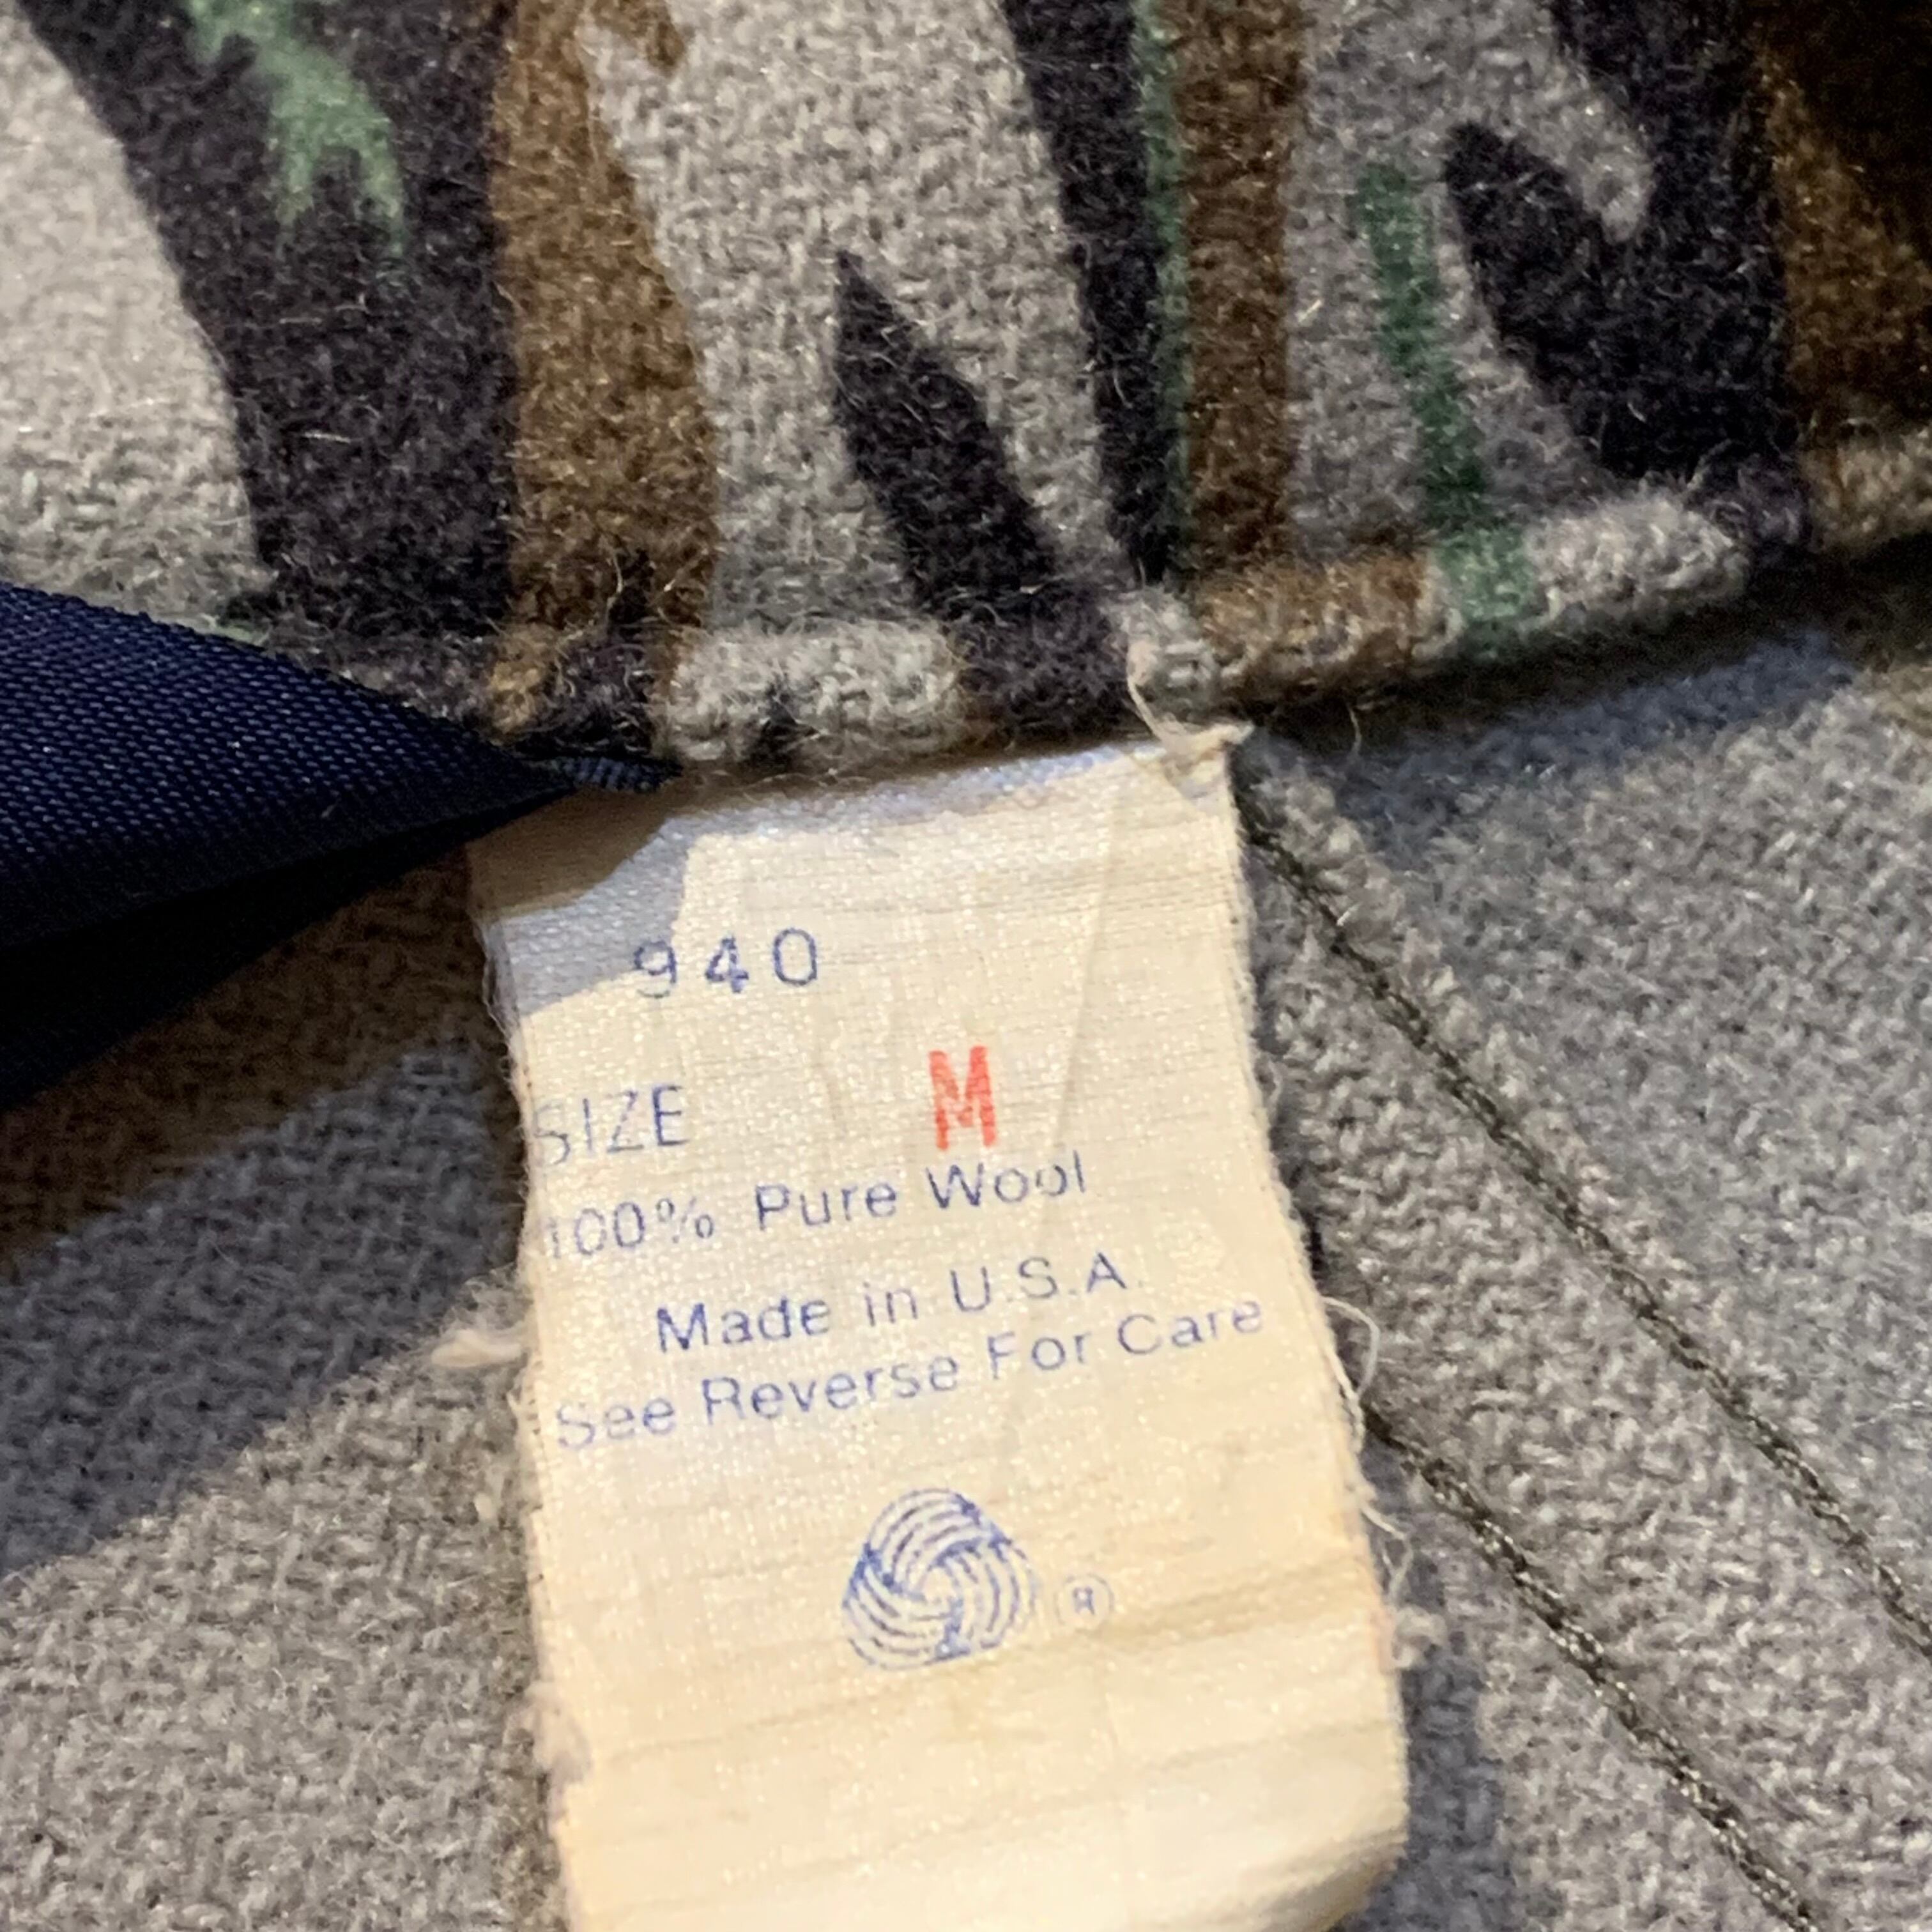 940
SIZE M
100% Pure Wool
Made in U.S.A.
See Reverse For Care
®